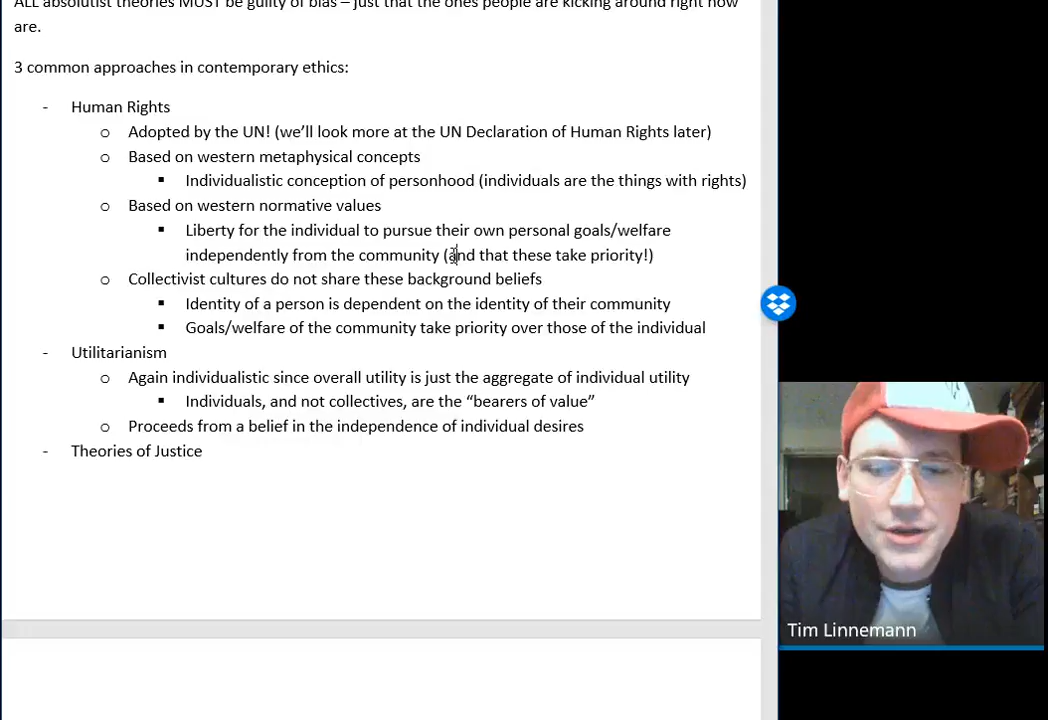 ALL absolutist theories MUST be guilty of bias – just that the ones people are kicking around right now
are.
3 common approaches in contemporary ethics:
- Human Rights
o Adopted by the UN! (we’ll look more at the UN Declaration of Human Rights later)
o Based on western metaphysical concepts
▪ Individualistic conception of personhood (individuals are the things with rights)
o Based on western normative values
▪ Liberty for the individual to pursue their own personal goals/welfare
independently from the community (and that these take priority!)
o Collectivist cultures do not share these background beliefs
▪ Identity of a person is dependent on the identity of their community
▪ Goals/welfare of the community take priority over those of the individual
- Utilitarianism
o Again individualistic since overall utility is just the aggregate of individual utility
▪ Individuals, and not collectives, are the “bearers of value”
o Proceeds from a belief in the independence of individual desires
- Theories of Justice
Tim Linnemann